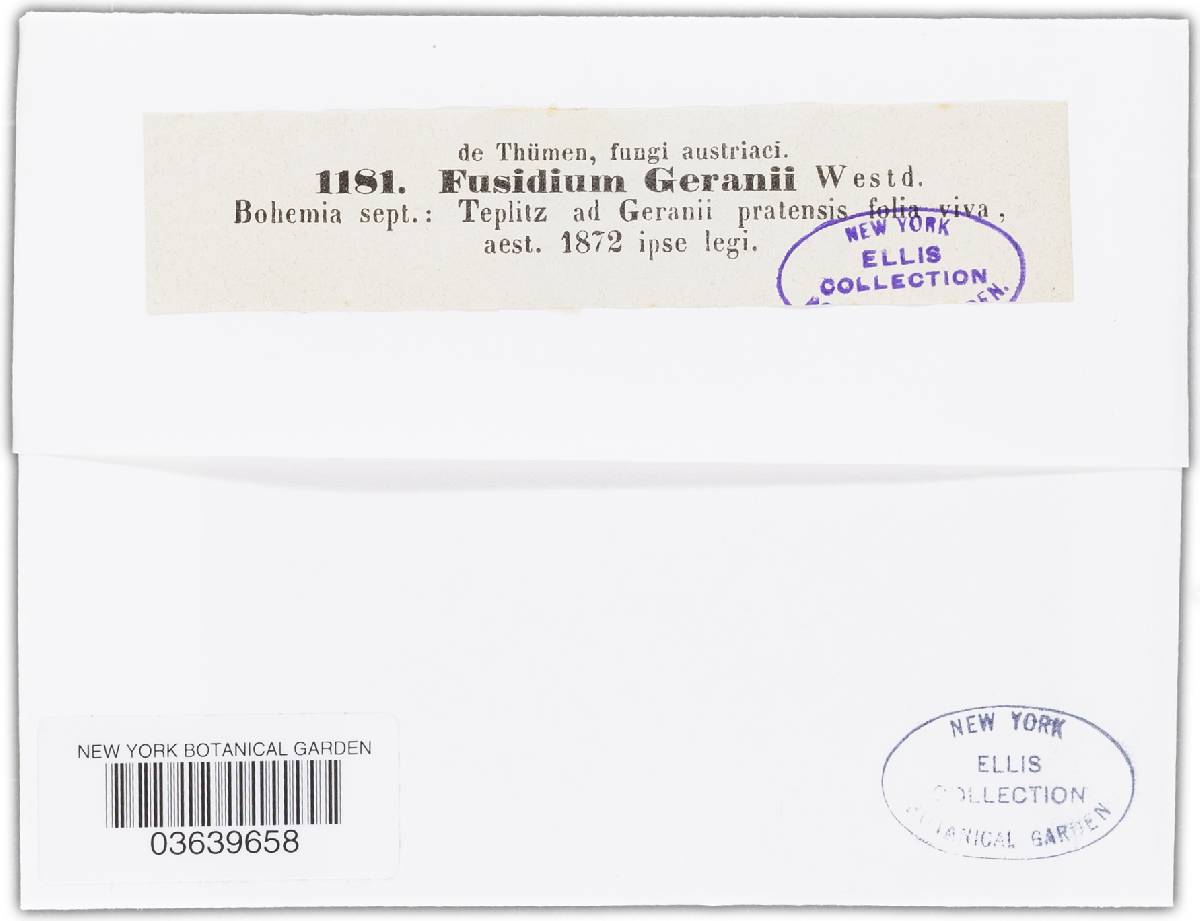 de Thümen, fungi austriaci.
1181. Fusidium Geranii Westd.
Bohemia sept.: Teplitz ad Geranii pratensis folia viva,
aest. 1872 ipse legi.
NEW YORK
ELLIS
COLLECTION
NEW YORK BOTANICAL GARDEN
03639658
NEW YORK
ELLIS
COLLECTION
BOTANICAL GARDEN